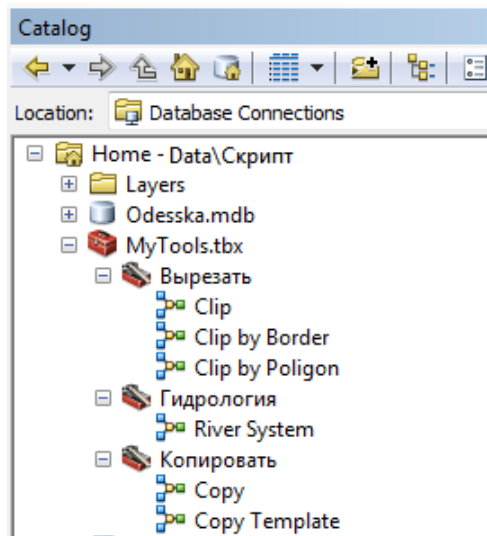 Catalog
Location: Database Connections
Home - Data\Скрипт
Layers
Odesska.mdb
MyTools.tbx
Вырезать
Clip
Clip by Border
Clip by Poligon
Гидрология
River System
Копировать
Copy
Copy Template